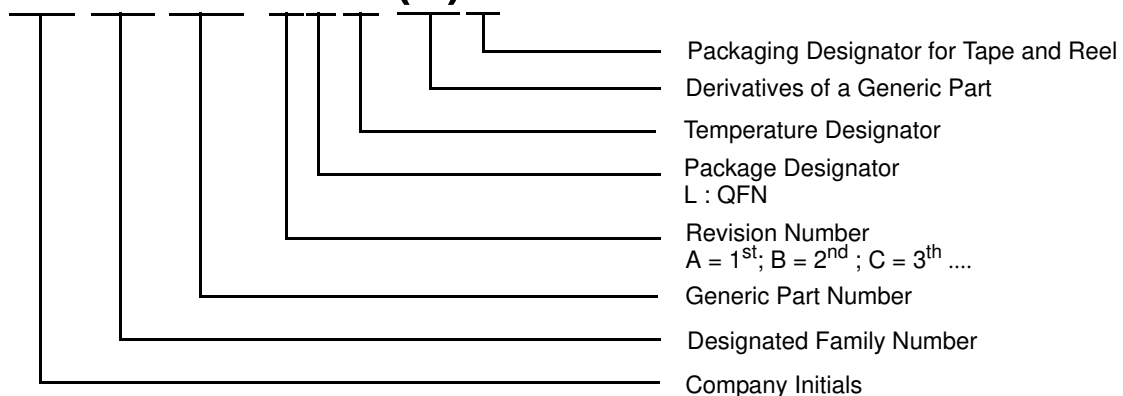 Packaging Designator for Tape and Reel
Derivatives of a Generic Part
Temperature Designator
Package Designator
L : QFN
Revision Number
A = 1st; B = 2nd ; C = 3th ....
Generic Part Number
Designated Family Number
Company Initials